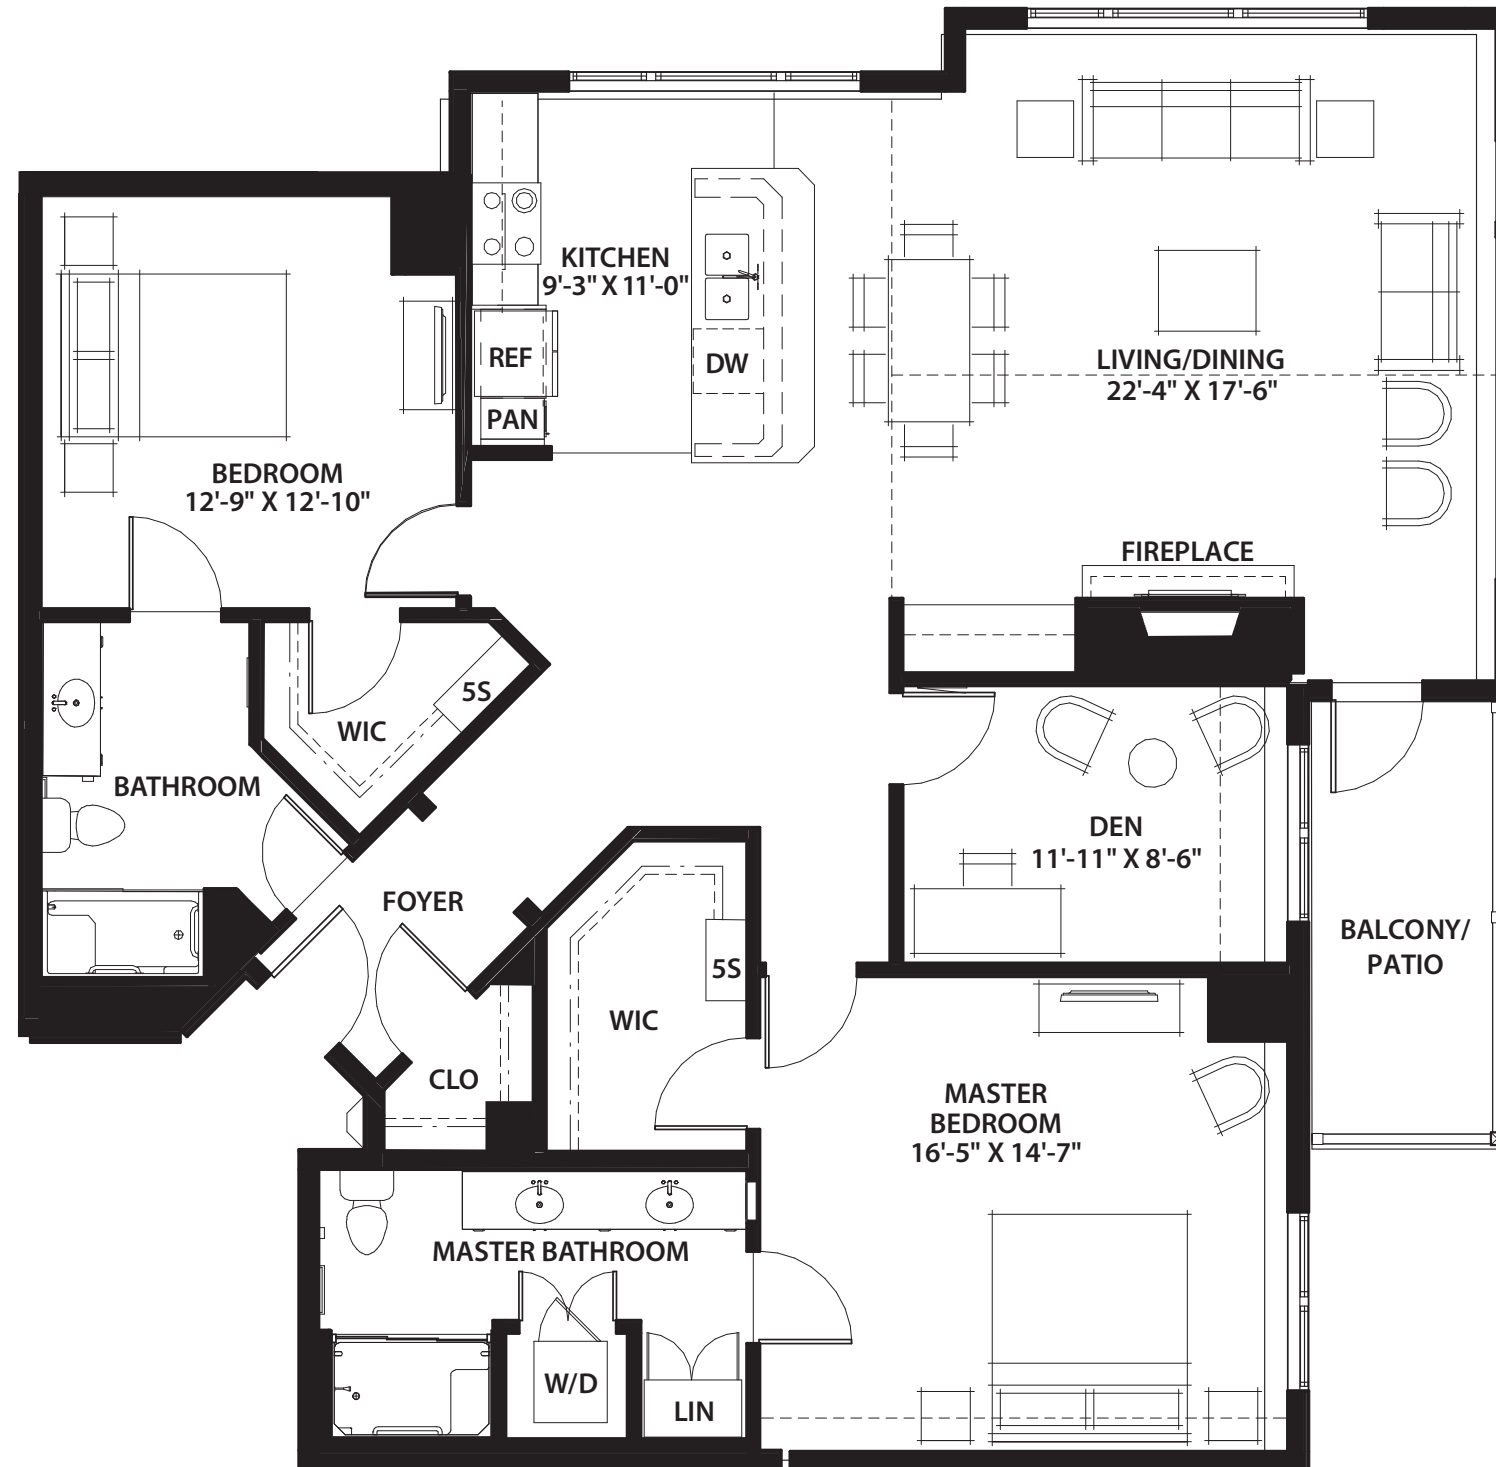 KITCHEN
9'-3" X 11'-0"
REF
DW
PAN
LIVING/DINING
22'-4" X 17'-6"
BEDROOM
12'-9" X 12'-10"
FIREPLACE
5S
WIC
BATHROOM
DEN
11'-11" X 8'-6"
FOYER
BALCONY/
PATIO
5S
WIC
CLO
MASTER
BEDROOM
16'-5" X 14'-7"
MASTER BATHROOM
W/D
LIN